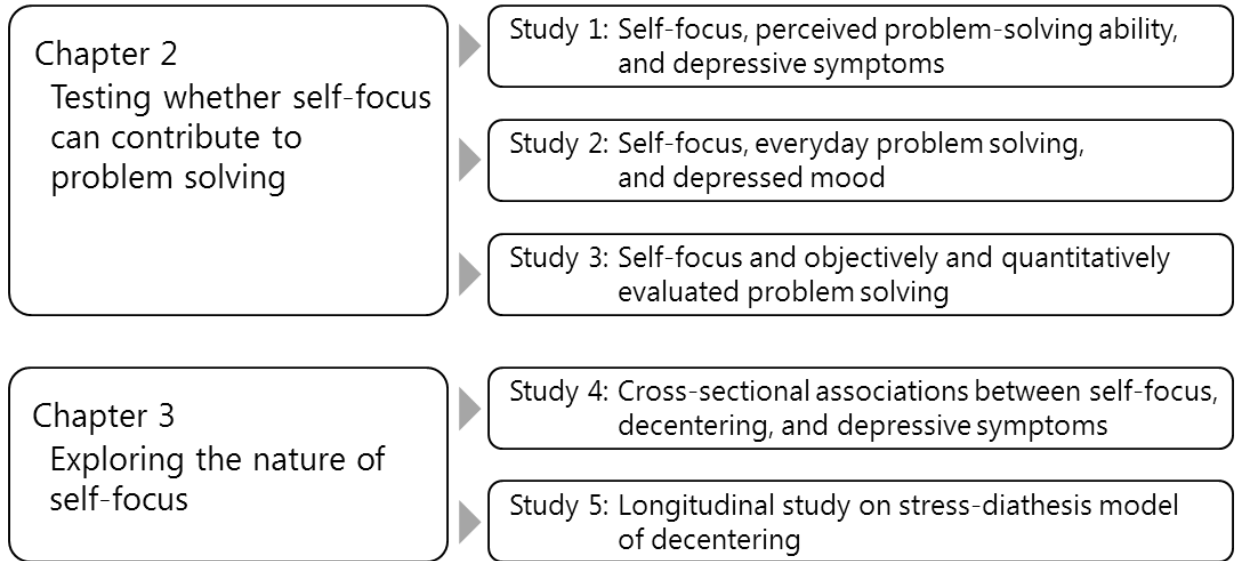 Chapter 2
Testing whether self-focus
can contribute to
problem solving
Study 1: Self-focus, perceived problem-solving ability,
and depressive symptoms
Study 2: Self-focus, everyday problem solving,
and depressed mood
Study 3: Self-focus and objectively and quantitatively
evaluated problem solving
Chapter 3
Exploring the nature of
self-focus
Study 4: Cross-sectional associations between self-focus,
decentering, and depressive symptoms
Study 5: Longitudinal study on stress-diathesis model
of decentering